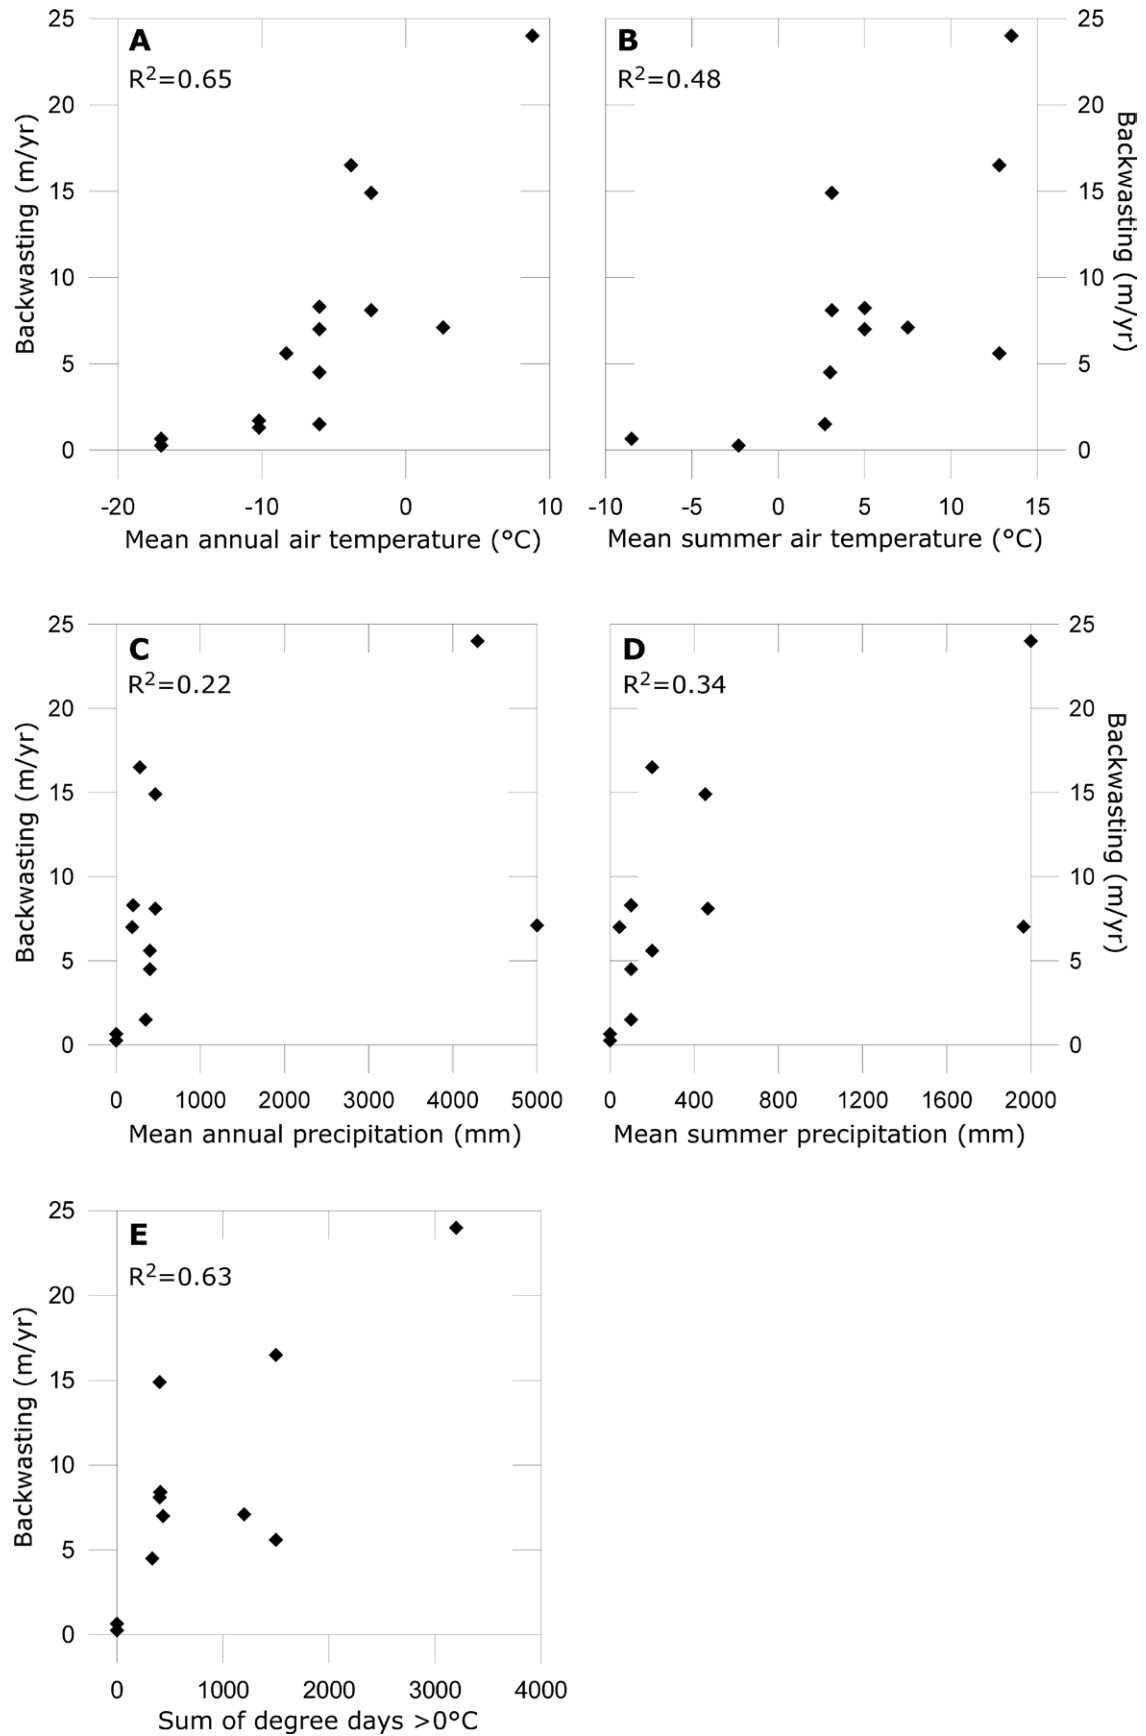 A
R²=0.65
25
20
15
10
5
0
Backwasting (m/yr)
-20 -10 0 10
Mean annual air temperature (°C)
B
R²=0.48
25
20
15
10
5
0
Backwasting (m/yr)
-10 -5 0 5 10 15
Mean summer air temperature (°C)
C
R²=0.22
25
20
15
10
5
0
Backwasting (m/yr)
0 1000 2000 3000 4000 5000
Mean annual precipitation (mm)
D
R²=0.34
25
20
15
10
5
0
Backwasting (m/yr)
0 400 800 1200 1600 2000
Mean summer precipitation (mm)
E
R²=0.63
25
20
15
10
5
0
Backwasting (m/yr)
0 1000 2000 3000 4000
Sum of degree days >0°C